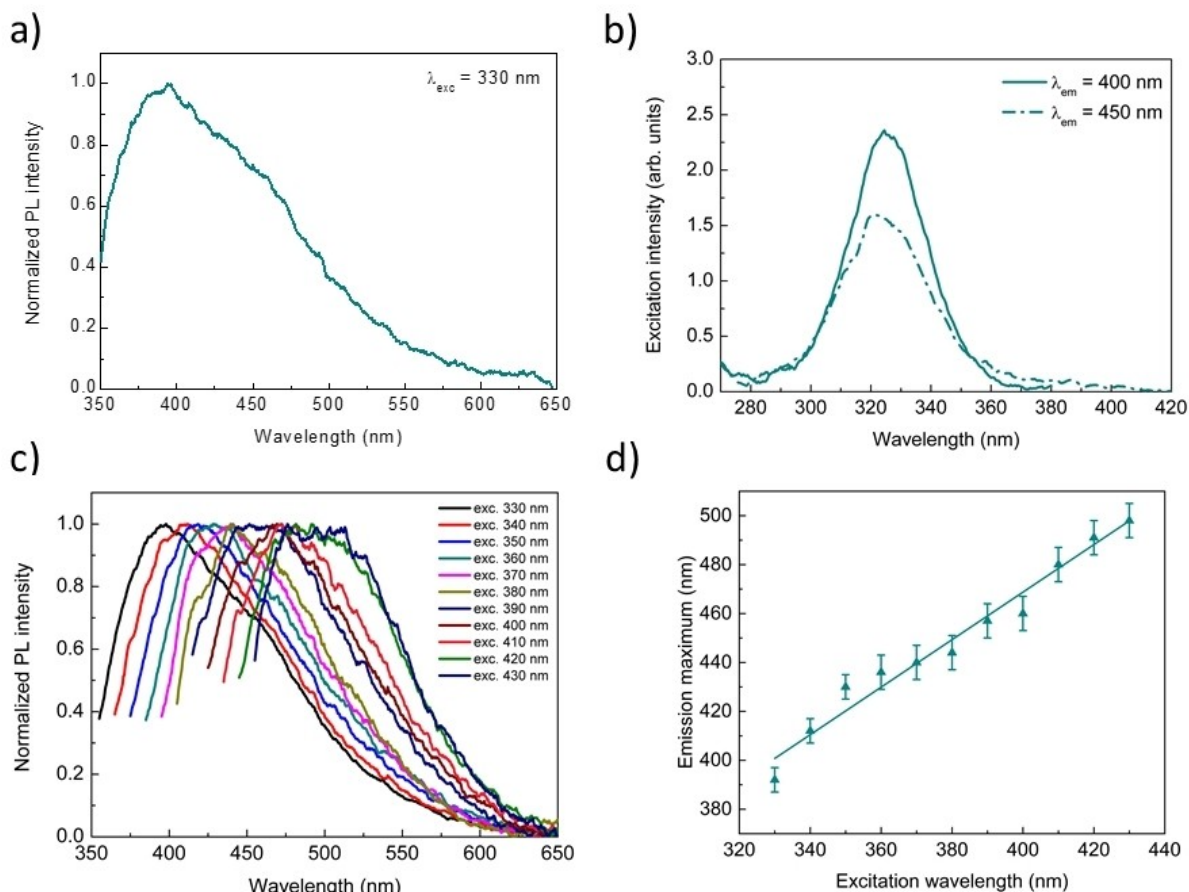 a)
λexc = 330 nm
Normalized PL intensity
1.0
0.8
0.6
0.4
0.2
0.0
350 400 450 500 550 600 650
Wavelength (nm)
b)
λem = 400 nm
λem = 450 nm
Excitation intensity (arb. units)
3.0
2.5
2.0
1.5
1.0
0.5
0.0
280 300 320 340 360 380 400 420
Wavelength (nm)
c)
exc. 330 nm
exc. 340 nm
exc. 350 nm
exc. 360 nm
exc. 370 nm
exc. 380 nm
exc. 390 nm
exc. 400 nm
exc. 410 nm
exc. 420 nm
exc. 430 nm
Normalized PL intensity
1.0
0.8
0.6
0.4
0.2
0.0
350 400 450 500 550 600 650
Wavelength (nm)
d)
Emission maximum (nm)
500
480
460
440
420
400
380
320 340 360 380 400 420 440
Excitation wavelength (nm)